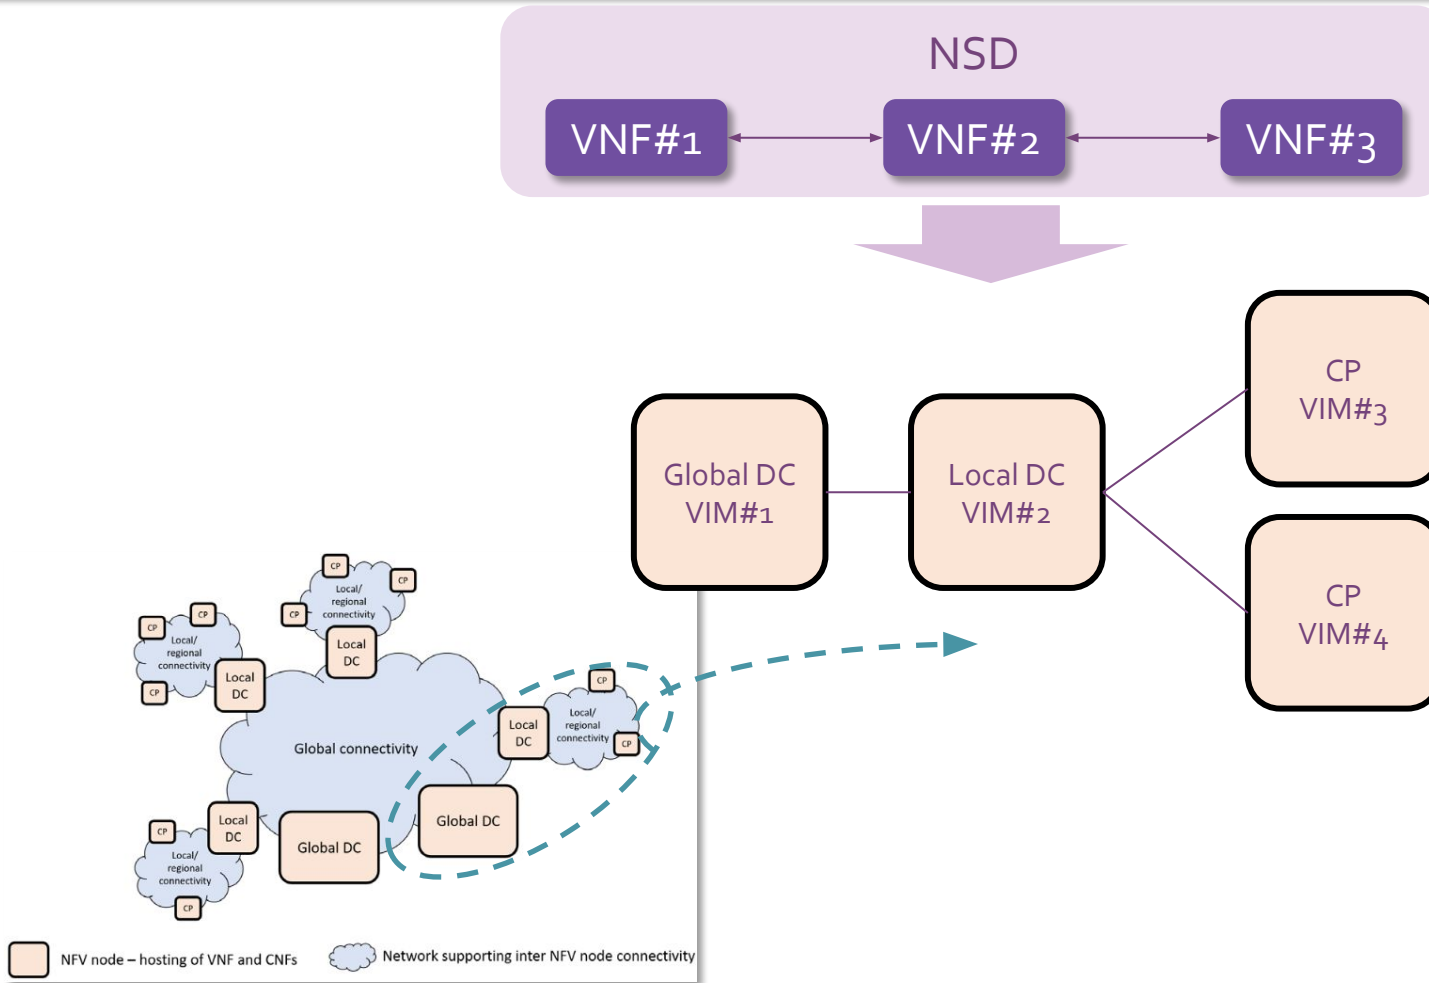 NSD
VNF#1
VNF#2
VNF#3
CP
VIM#3
Global DC
VIM#1
Local DC
VIM#2
CP
VIM#4
CP
CP
CP
Local/
regional
connectivity
Local
DC
CP
CP
CP
Local/
regional
connectivity
Local
DC
CP
Local/
regional
connectivity
CP
Local
DC
Global connectivity
Global DC
Global DC
Local
DC
CP
Local/
regional
connectivity
CP
NFV node – hosting of VNF and CNFs
Network supporting inter NFV node connectivity